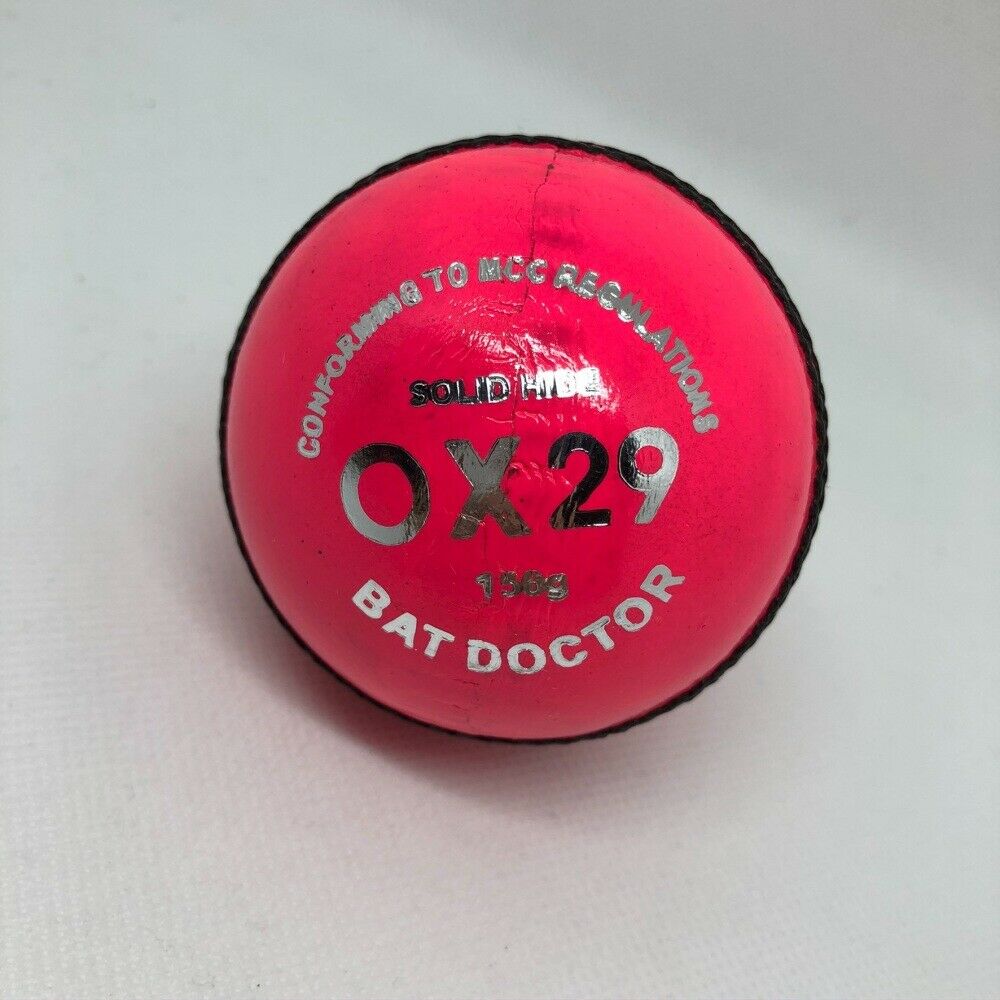 CONFORMING TO MCC REGULATIONS
SOLID HIDE
OX29
156g
BAT DOCTOR